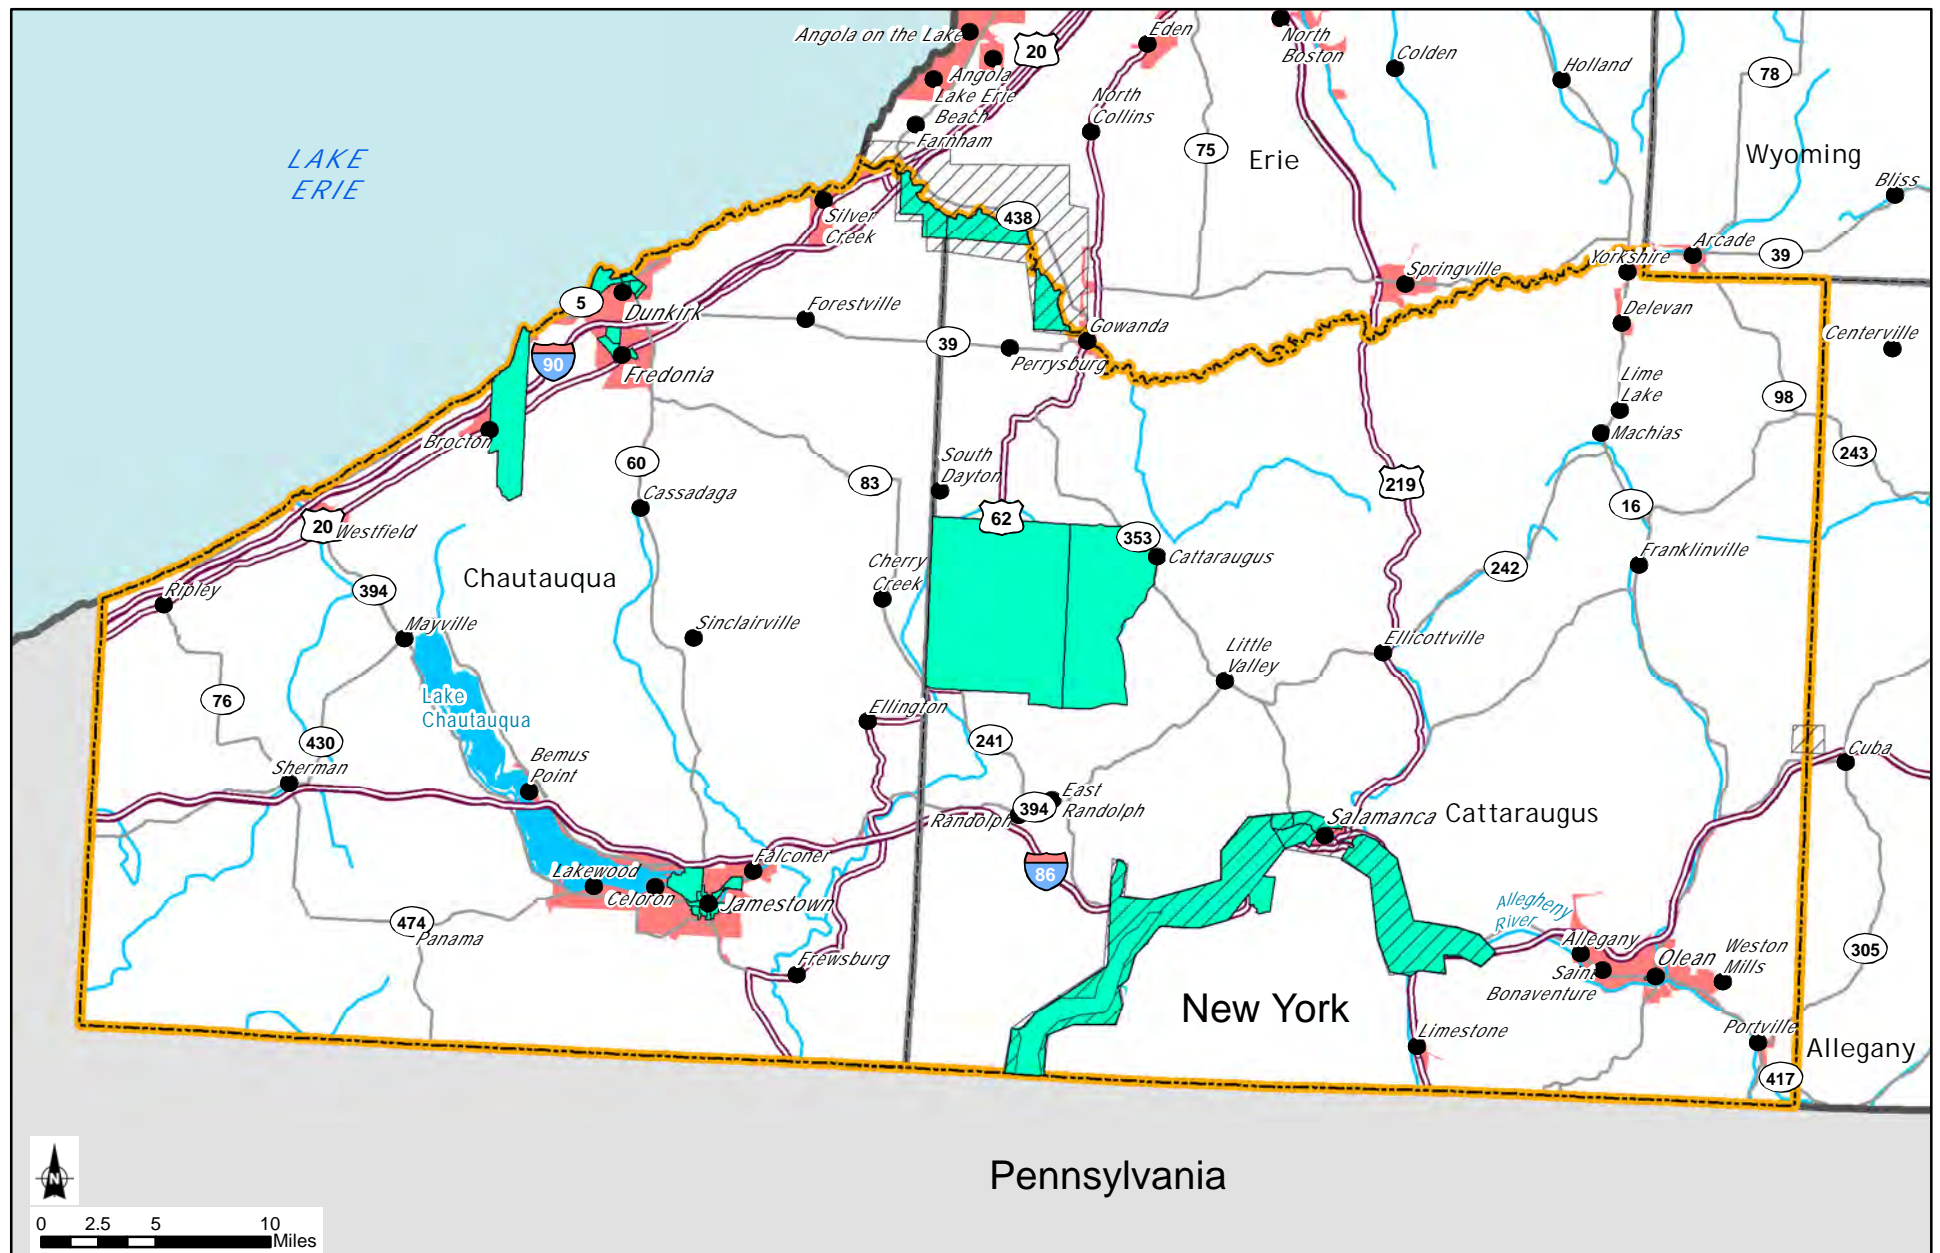 Angola on the Lake
20
Eden
North
Boston
Colden
Holland
78
Angola
Lake Erie
Beach
Farnham
North
Collins
75
Erie
Wyoming
Bliss
LAKE
ERIE
Silver
Creek
438
Springville
Yorkshire
Arcade
39
5
Dunkirk
Forestville
39
Perrysburg
Gowanda
Delevan
Centerville
90
Fredonia
Lime
Lake
98
Machias
243
Brocton
60
Cassadaga
83
South
Dayton
62
219
16
20
Westfield
353
Cattaraugus
242
Franklinville
Ripley
394
Chautauqua
Cherry
Creek
Mayville
Sinclairville
Little
Valley
Ellicottville
76
Lake
Chautauqua
Ellington
430
241
Sherman
Bemus
Point
Cuba
394
East
Randolph
Randolph
Salamanca
Cattaraugus
86
Falconer
Lakewood
Celoron
Jamestown
474
Panama
Frewsburg
Allegheny
River
Allegany
Olean
Weston
Mills
305
Saint
Bonaventure
New York
Limestone
Portville
Allegany
417
Pennsylvania
N
0 2.5 5 10
Miles